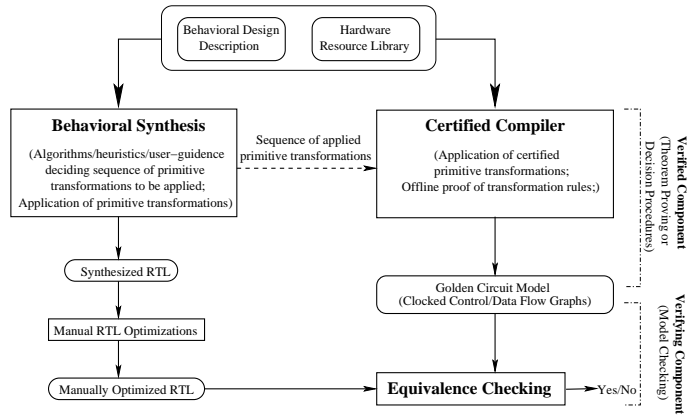 Behavioral Design
Description
Hardware
Resource Library
Behavioral Synthesis
(Algorithms/heuristics/user−guidance
deciding sequence of primitive
transformations to be applied;
Application of primitive transformations)
Sequence of applied
primitive transformations
Certified Compiler
(Application of certified
primitive transformations;
Offline proof of transformation rules;)
Verified Component
(Theorem Proving or
Decision Procedures)
Synthesized RTL
Golden Circuit Model
(Clocked Control/Data Flow Graphs)
Manual RTL Optimizations
Verifying Component
(Model Checking)
Manually Optimized RTL
Equivalence Checking
Yes/No